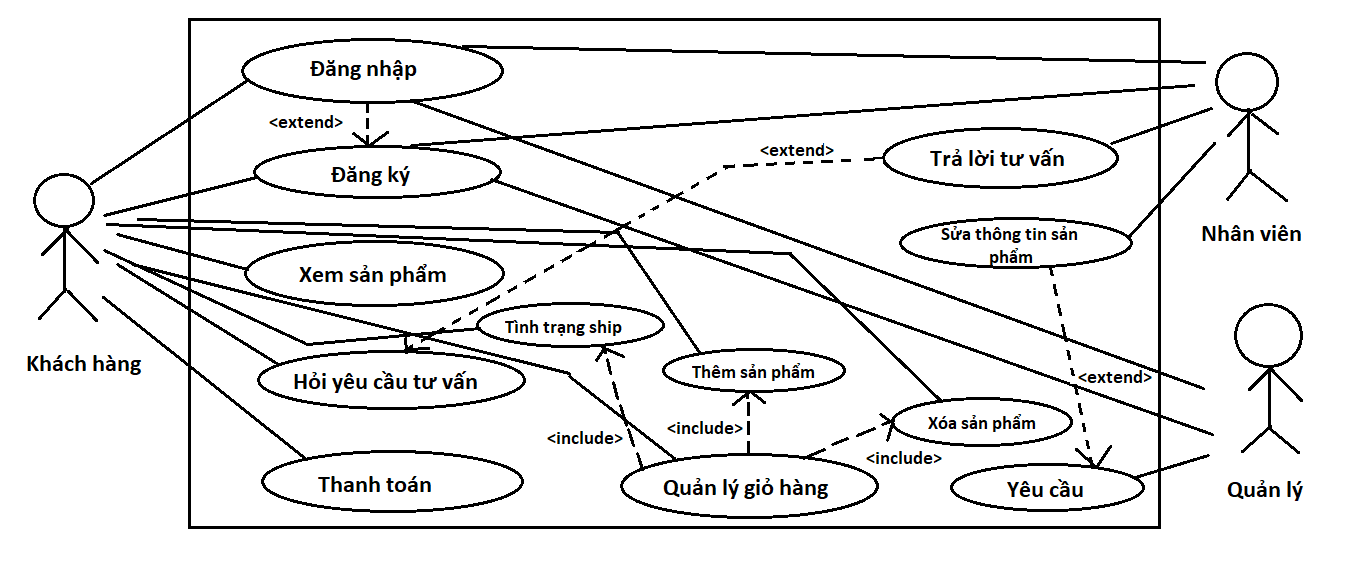 Đăng nhập
<extend>
Đăng ký
<extend>
Trả lời tư vấn
Nhân viên
Sửa thông tin sản
phẩm
Xem sản phẩm
Khách hàng
Tình trạng ship
Hỏi yêu cầu tư vấn
Thêm sản phẩm
<extend>
Xóa sản phẩm
<include>
<include>
<include>
Thanh toán
Quản lý giỏ hàng
Yêu cầu
Quản lý